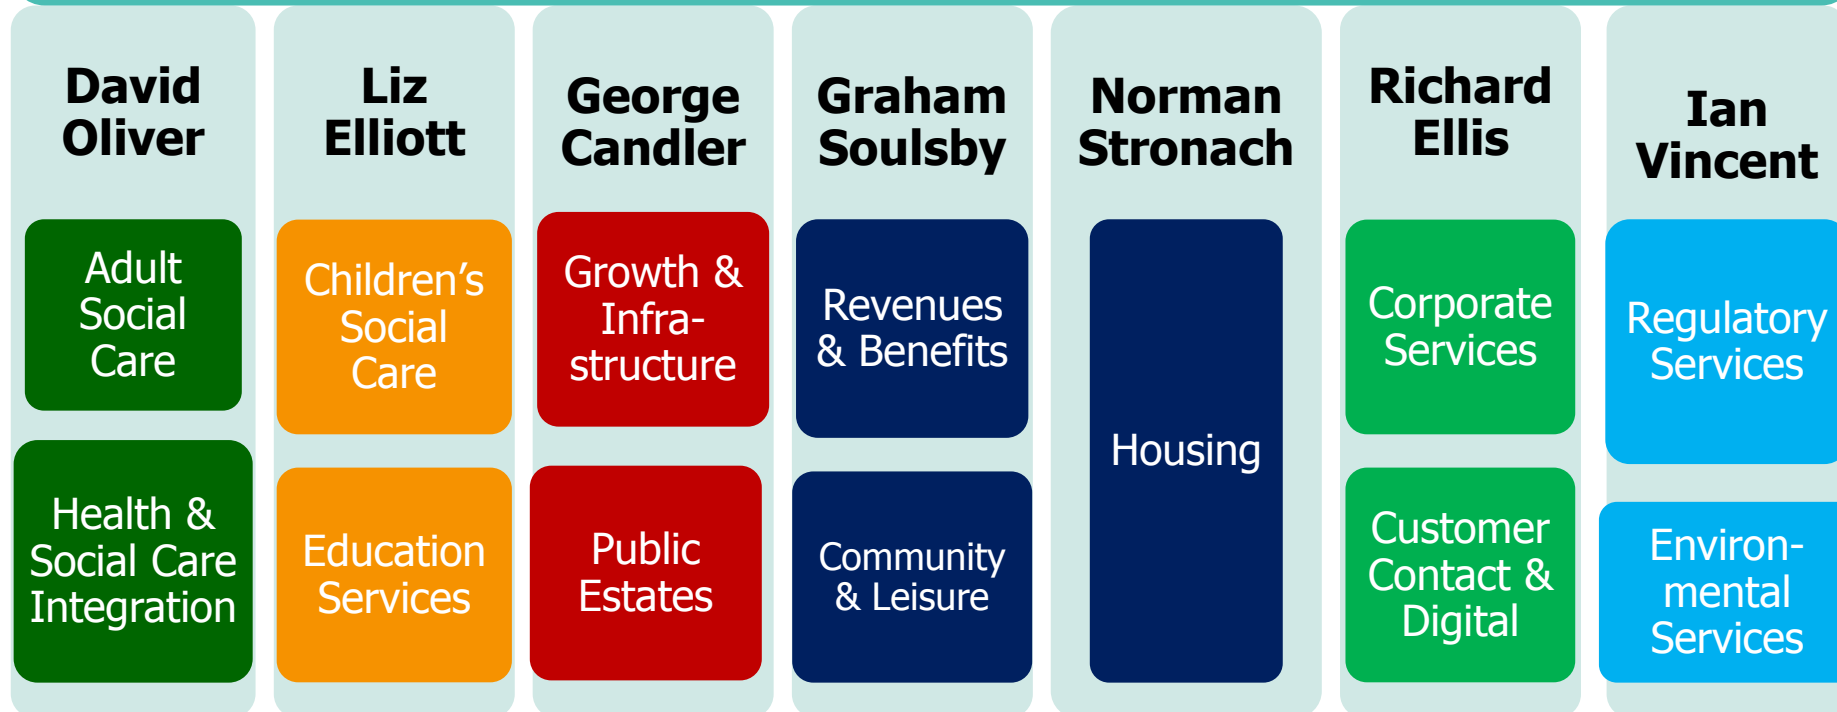 David
Oliver
Adult
Social
Care
Health &
Social Care
Integration
Liz
Elliott
Children’s
Social
Care
Education
Services
George
Candler
Growth &
Infra-
structure
Public
Estates
Graham
Soulsby
Revenues
& Benefits
Community
& Leisure
Norman
Stronach
Housing
Richard
Ellis
Corporate
Services
Customer
Contact &
Digital
Ian
Vincent
Regulatory
Services
Environ-
mental
Services